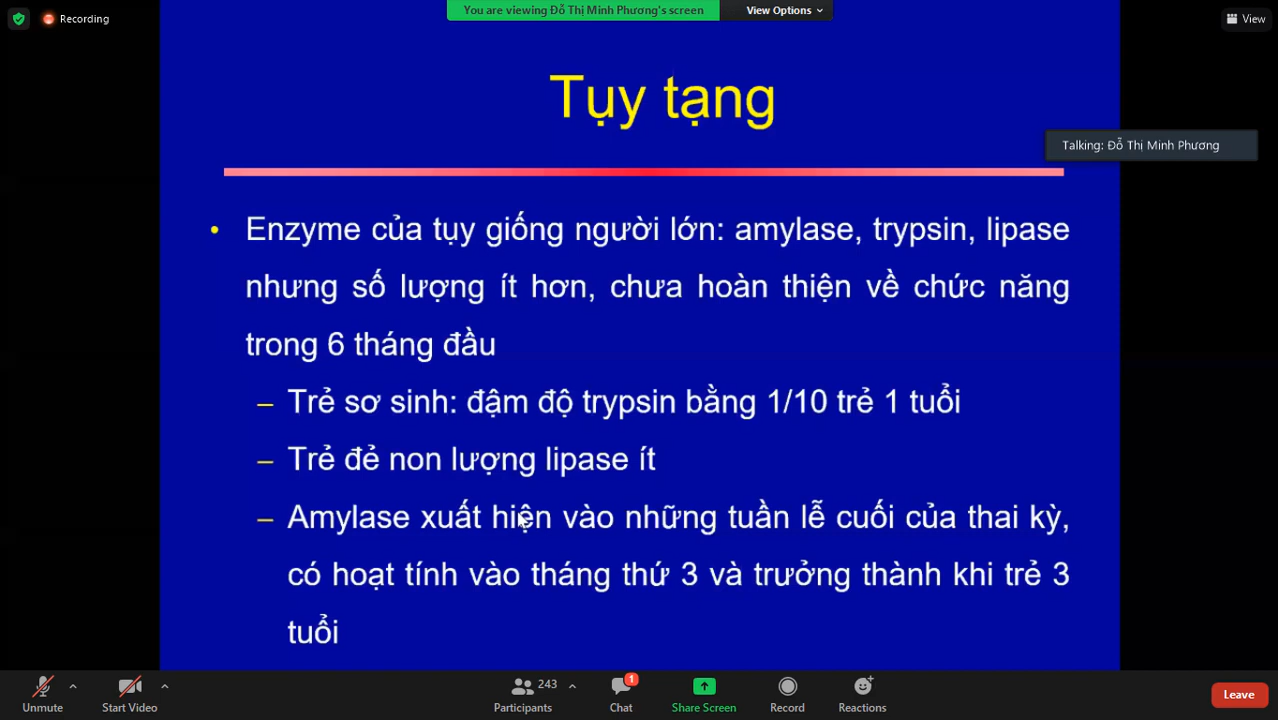 Recording
You are viewing Đỗ Thị Minh Phương's screen
View Options
View
Tụy tạng
Talking: Đỗ Thị Minh Phương
• Enzyme của tụy giống người lớn: amylase, trypsin, lipase
nhưng số lượng ít hơn, chưa hoàn thiện về chức năng
trong 6 tháng đầu
– Trẻ sơ sinh: đậm độ trypsin bằng 1/10 trẻ 1 tuổi
– Trẻ đẻ non lượng lipase ít
– Amylase xuất hiện vào những tuần lễ cuối của thai kỳ,
có hoạt tính vào tháng thứ 3 và trưởng thành khi trẻ 3
tuổi
Unmute
Start Video
243
Participants
1
Chat
Share Screen
Record
Reactions
Leave